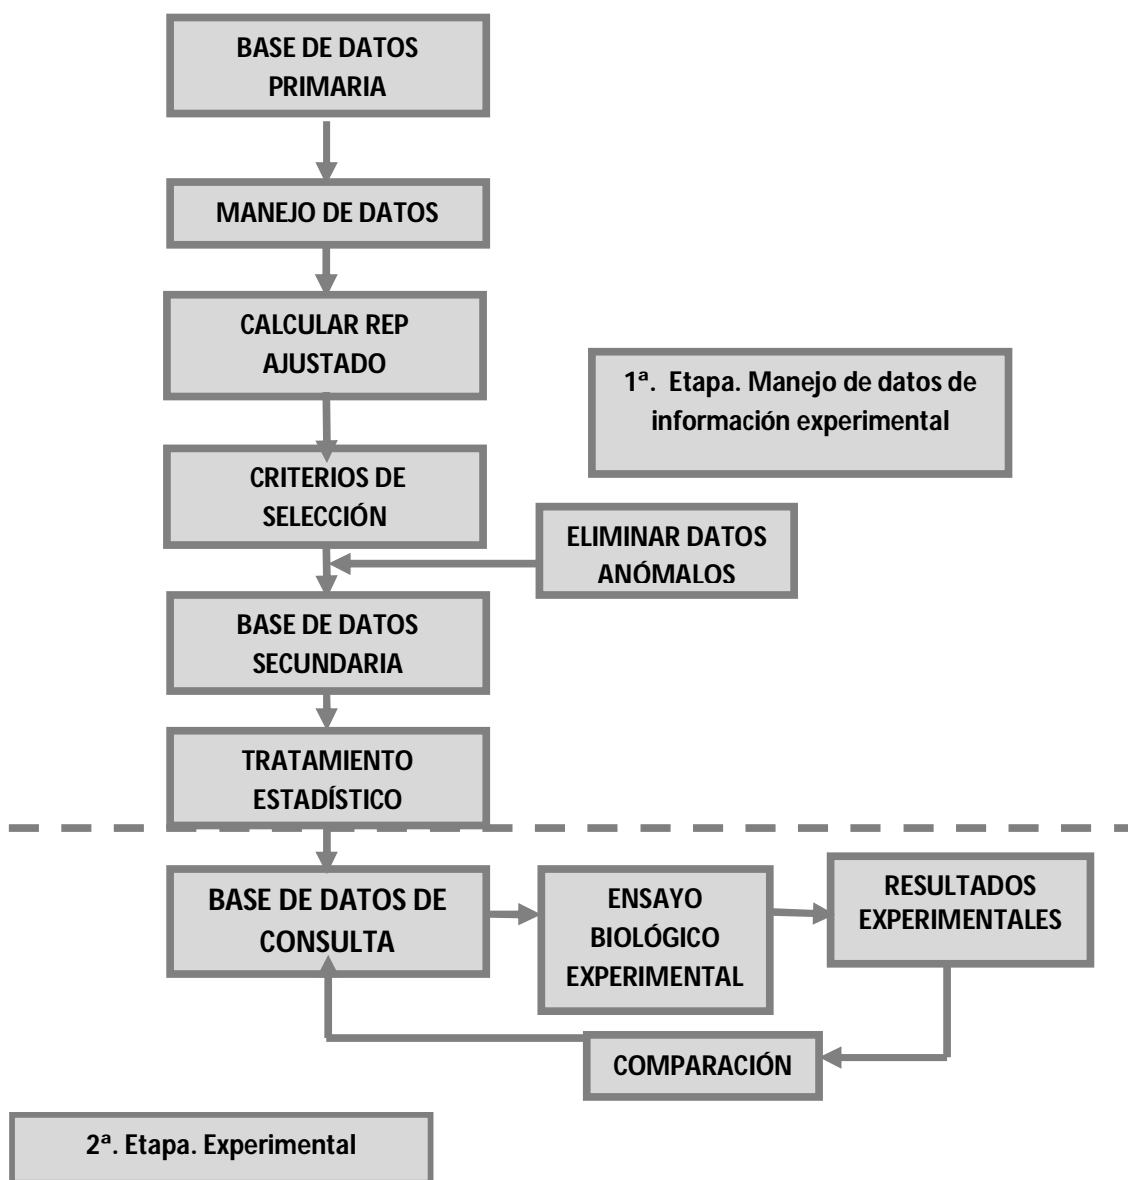 BASE DE DATOS
PRIMARIA
MANEJO DE DATOS
CALCULAR REP
AJUSTADO
1ª. Etapa. Manejo de datos de
información experimental
CRITERIOS DE
SELECCIÓN
ELIMINAR DATOS
ANÓMALOS
BASE DE DATOS
SECUNDARIA
TRATAMIENTO
ESTADÍSTICO
BASE DE DATOS DE
CONSULTA
ENSAYO
BIOLÓGICO
EXPERIMENTAL
RESULTADOS
EXPERIMENTALES
COMPARACIÓN
2ª. Etapa. Experimental